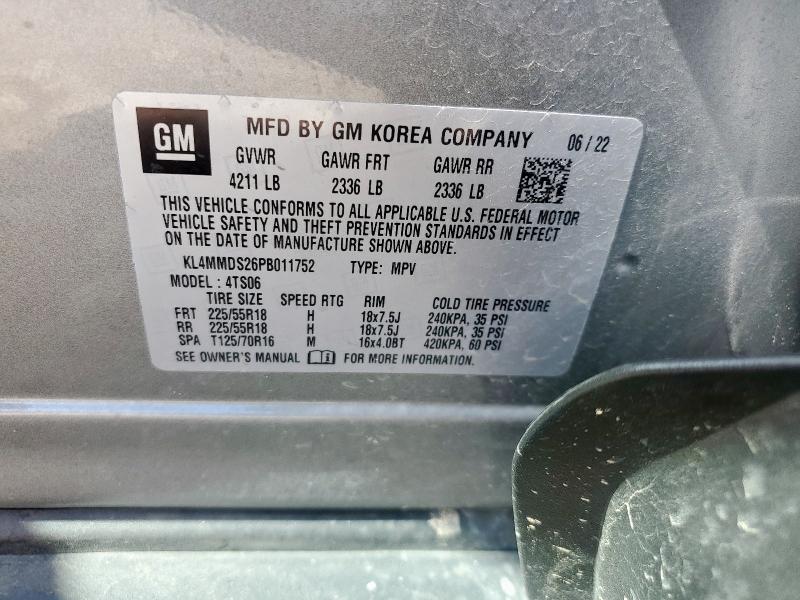 GM MFD BY GM KOREA COMPANY 06 / 22
GVWR GAWR FRT GAWR RR
4211 LB 2336 LB 2336 LB
THIS VEHICLE CONFORMS TO ALL APPLICABLE U.S. FEDERAL MOTOR
VEHICLE SAFETY AND THEFT PREVENTION STANDARDS IN EFFECT
ON THE DATE OF MANUFACTURE SHOWN ABOVE.
KL4MMDS26PB011752 TYPE: MPV
MODEL : 4TS06
TIRE SIZE SPEED RTG RIM COLD TIRE PRESSURE
FRT 225/55R18 H 18x7.5J 240KPA, 35 PSI
RR 225/55R18 H 18x7.5J 240KPA, 35 PSI
SPA T125/70R16 M 16x4.0BT 420KPA, 60 PSI
SEE OWNER'S MANUAL FOR MORE INFORMATION.